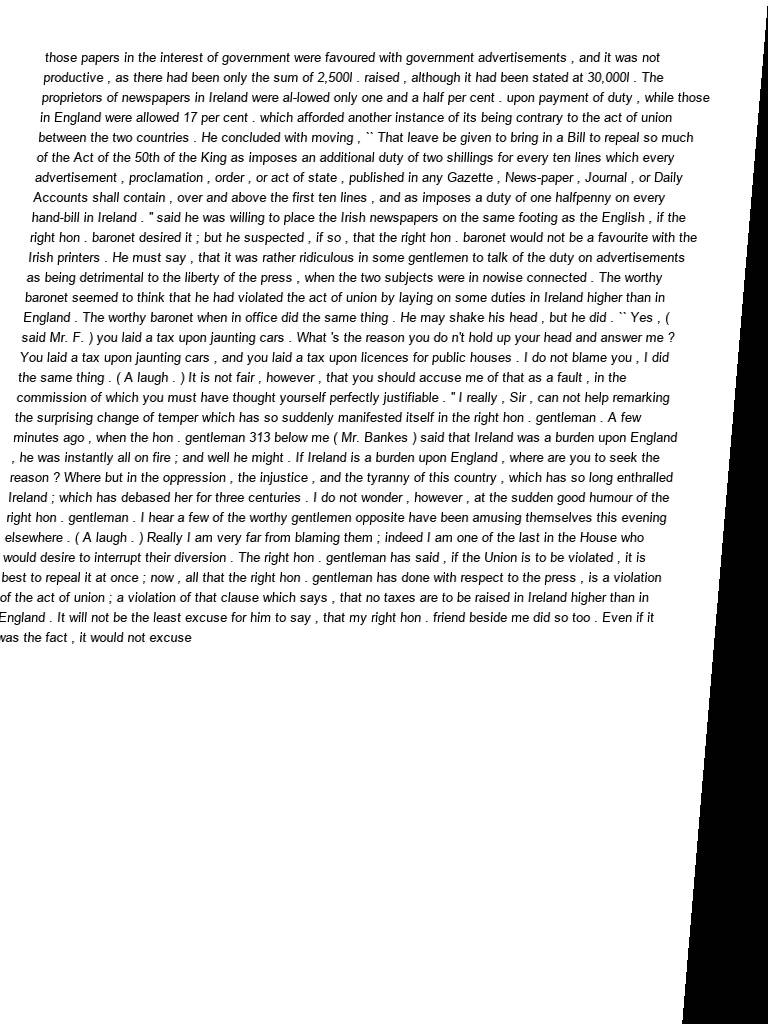 those papers in the interest of government were favoured with government advertisements , and it was not
productive , as there had been only the sum of 2,500l . raised , although it had been stated at 30,000l . The
proprietors of newspapers in Ireland were al-lowed only one and a half per cent . upon payment of duty , while those
in England were allowed 17 per cent . which afforded another instance of its being contrary to the act of union
between the two countries . He concluded with moving , `` That leave be given to bring in a Bill to repeal so much
of the Act of the 50th of the King as imposes an additional duty of two shillings for every ten lines which every
advertisement , proclamation , order , or act of state , published in any Gazette , News-paper , Journal , or Daily
Accounts shall contain , over and above the first ten lines , and as imposes a duty of one halfpenny on every
hand-bill in Ireland . '' said he was willing to place the Irish newspapers on the same footing as the English , if the
right hon . baronet desired it ; but he suspected , if so , that the right hon . baronet would not be a favourite with the
Irish printers . He must say , that it was rather ridiculous in some gentlemen to talk of the duty on advertisements
as being detrimental to the liberty of the press , when the two subjects were in nowise connected . The worthy
baronet seemed to think that he had violated the act of union by laying on some duties in Ireland higher than in
England . The worthy baronet when in office did the same thing . He may shake his head , but he did . `` Yes , (
said Mr. F. ) you laid a tax upon jaunting cars . What 's the reason you do n't hold up your head and answer me ?
You laid a tax upon jaunting cars , and you laid a tax upon licences for public houses . I do not blame you , I did
the same thing . ( A laugh . ) It is not fair , however , that you should accuse me of that as a fault , in the
commission of which you must have thought yourself perfectly justifiable . '' I really , Sir , can not help remarking
the surprising change of temper which has so suddenly manifested itself in the right hon . gentleman . A few
minutes ago , when the hon . gentleman 313 below me ( Mr. Bankes ) said that Ireland was a burden upon England
, he was instantly all on fire ; and well he might . If Ireland is a burden upon England , where are you to seek the
reason ? Where but in the oppression , the injustice , and the tyranny of this country , which has so long enthralled
Ireland ; which has debased her for three centuries . I do not wonder , however , at the sudden good humour of the
right hon . gentleman . I hear a few of the worthy gentlemen opposite have been amusing themselves this evening
elsewhere . ( A laugh . ) Really I am very far from blaming them ; indeed I am one of the last in the House who
would desire to interrupt their diversion . The right hon . gentleman has said , if the Union is to be violated , it is
best to repeal it at once ; now , all that the right hon . gentleman has done with respect to the press , is a violation
of the act of union ; a violation of that clause which says , that no taxes are to be raised in Ireland higher than in
England . It will not be the least excuse for him to say , that my right hon . friend beside me did so too . Even if it
was the fact , it would not excuse